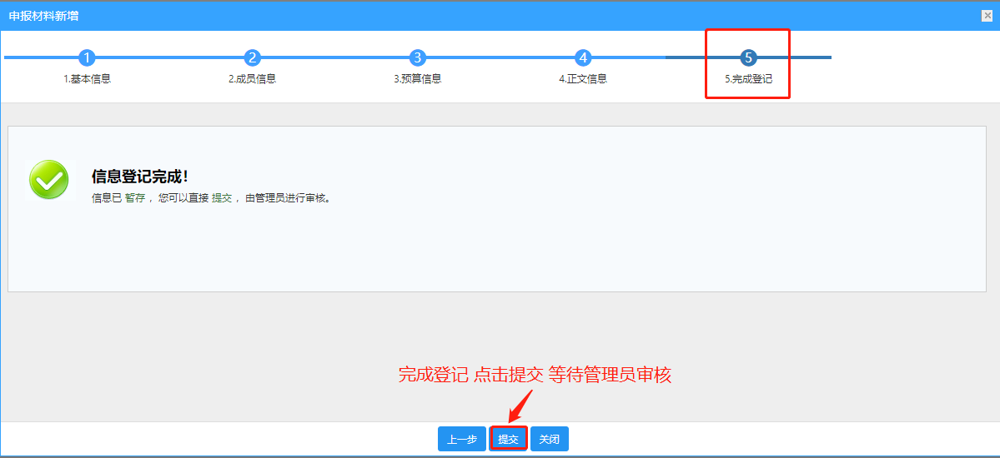 申报材料新增
1 2 3 4 5
1.基本信息 2.成员信息 3.预算信息 4.正文信息 5.完成登记
信息登记完成！
信息已 暂存 ，您可以直接 提交 ，由管理员进行审核。
完成登记 点击提交 等待管理员审核
上一步 提交 关闭